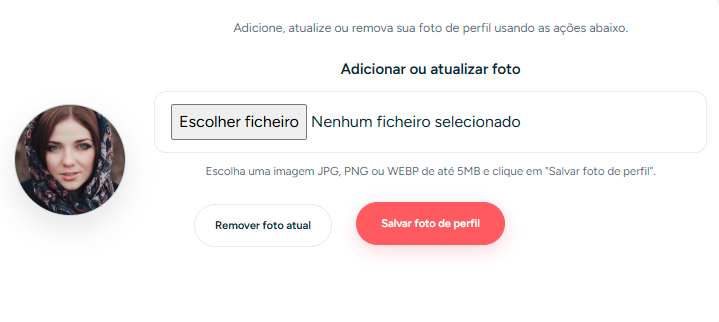 Adicione, atualize ou remova sua foto de perfil usando as ações abaixo.
Adicionar ou atualizar foto
Escolher ficheiro Nenhum ficheiro selecionado
Escolha uma imagem JPG, PNG ou WEBP de até 5MB e clique em "Salvar foto de perfil".
Remover foto atual Salvar foto de perfil